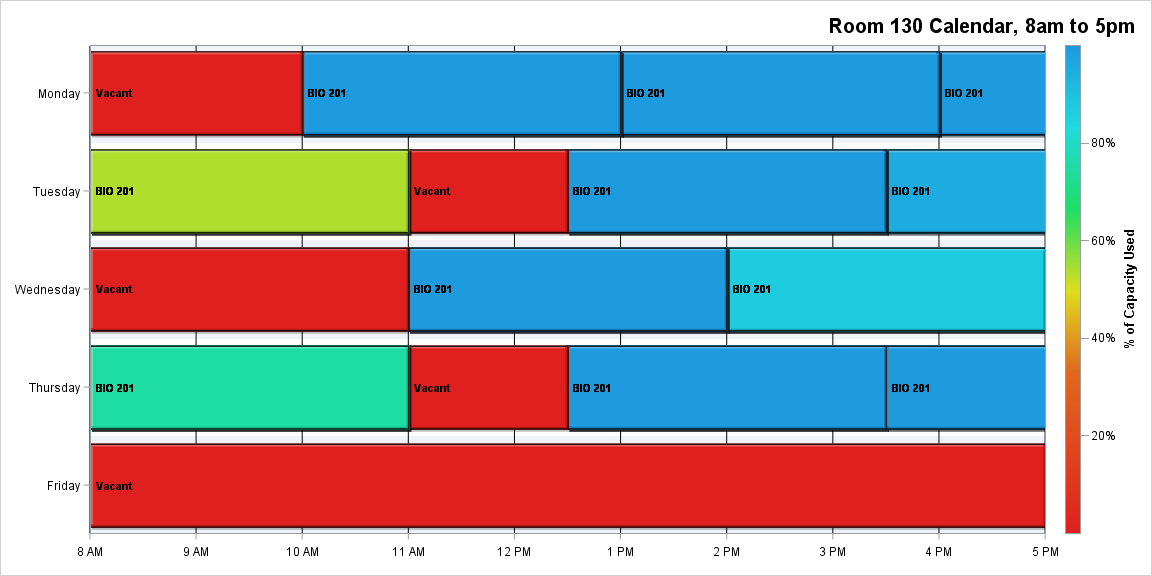 Room 130 Calendar, 8am to 5pm
Monday
Vacant
BIO 201
BIO 201
BIO 201
Tuesday
BIO 201
Vacant
BIO 201
BIO 201
Wednesday
Vacant
BIO 201
BIO 201
Thursday
BIO 201
Vacant
BIO 201
BIO 201
Friday
Vacant
8 AM
9 AM
10 AM
11 AM
12 PM
1 PM
2 PM
3 PM
4 PM
5 PM
80%
60%
40%
20%
% of Capacity Used